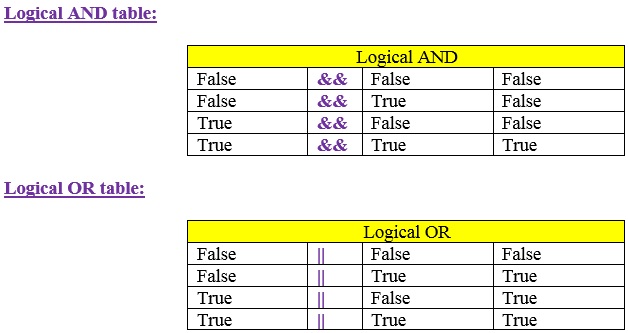 Logical AND table:
Logical AND
False && False False
False && True False
True && False False
True && True True
Logical OR table:
Logical OR
False || False False
False || True True
True || False True
True || True True